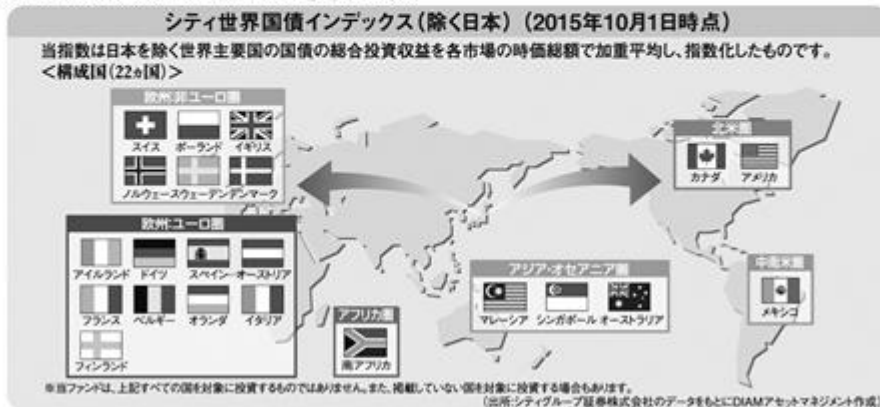 シティ世界国債インデックス(除く日本)(2015年10月1日時点)
当指数は日本を除く世界主要国の国債の総合投資収益を各市場の時価総額で加重平均し、指数化したものです。
<構成国(22ヵ国)>
欧州:非ユーロ圏
スイス ポーランド イギリス
ノルウェー スウェーデン デンマーク
北米圏
カナダ アメリカ
欧州:ユーロ圏
アイルランド ドイツ スペイン オーストリア
フランス ベルギー オランダ イタリア
フィンランド
アフリカ圏
南アフリカ
アジア・オセアニア圏
マレーシア シンガポール オーストラリア
中南米圏
メキシコ
※当ファンドは、上記すべての国を対象に投資するものではありません。また、掲載していない国を対象に投資する場合もあります。
(出所:シティグループ証券株式会社のデータをもとにDIAMアセットマネジメント作成)